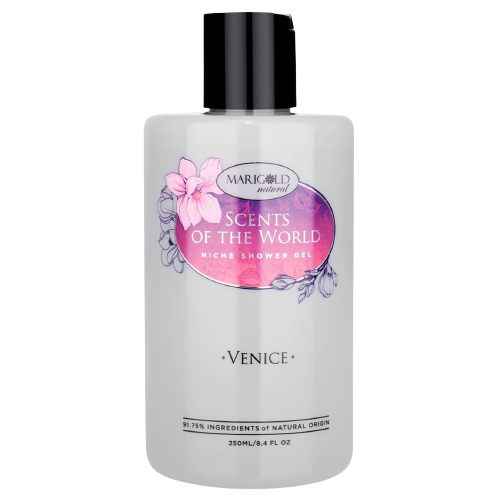 MARIGOLD
natural
SCENTS
OF THE WORLD
NICHE SHOWER GEL
• VENICE •
91.75% INGREDIENTS of NATURAL ORIGIN
250ML/8.4 FL OZ